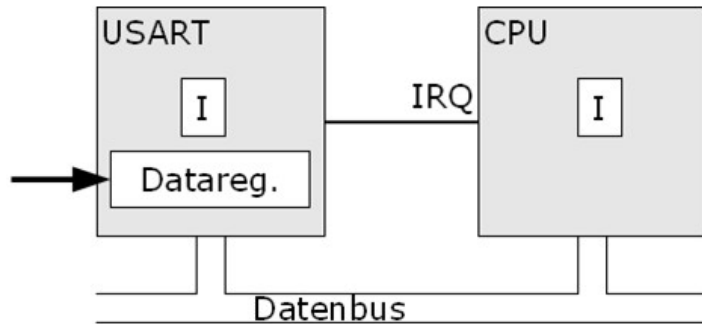 USART
CPU
I
IRQ
I
Datareg.
Datenbus